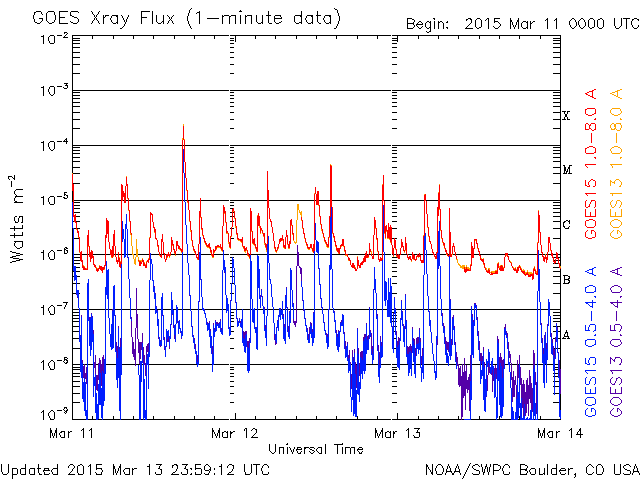 GOES Xray Flux (1-minute data)
Begin: 2015 Mar 11 0000 UTC
10-2
10-3
10-4
10-5
10-6
10-7
10-8
10-9
Watts m-2
X
M
C
B
A
GOES15 1.0-8.0 A
GOES13 1.0-8.0 A
GOES15 0.5-4.0 A
GOES13 0.5-4.0 A
Mar 11
Mar 12
Mar 13
Mar 14
Universal Time
Updated 2015 Mar 13 23:59:12 UTC
NOAA/SWPC Boulder, CO USA